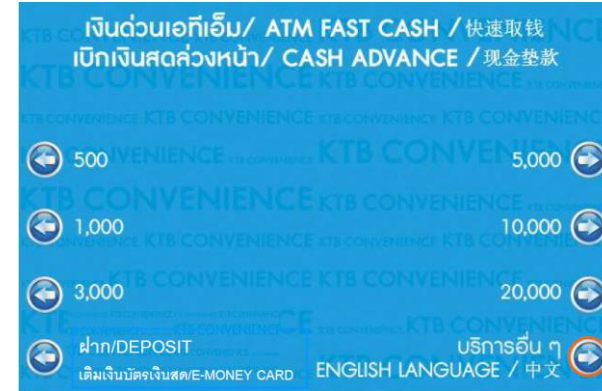 เงินด่วนเอทีเอ็ม/ ATM FAST CASH /快速取钱
เบิกเงินสดล่วงหน้า/ CASH ADVANCE /现金垫款
500
5,000
1,000
10,000
3,000
20,000
ฝาก/DEPOSIT
เติมเงินบัตรเงินสด/E-MONEY CARD
บริการอื่น ๆ
ENGLISH LANGUAGE / 中文